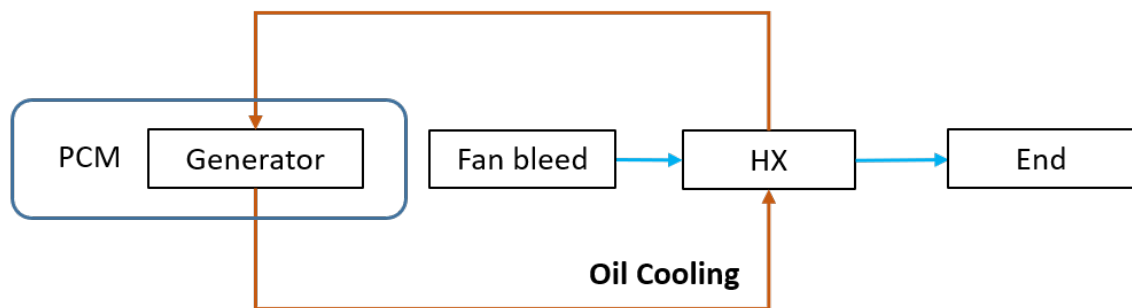 PCM
Generator
Fan bleed
HX
End
Oil Cooling